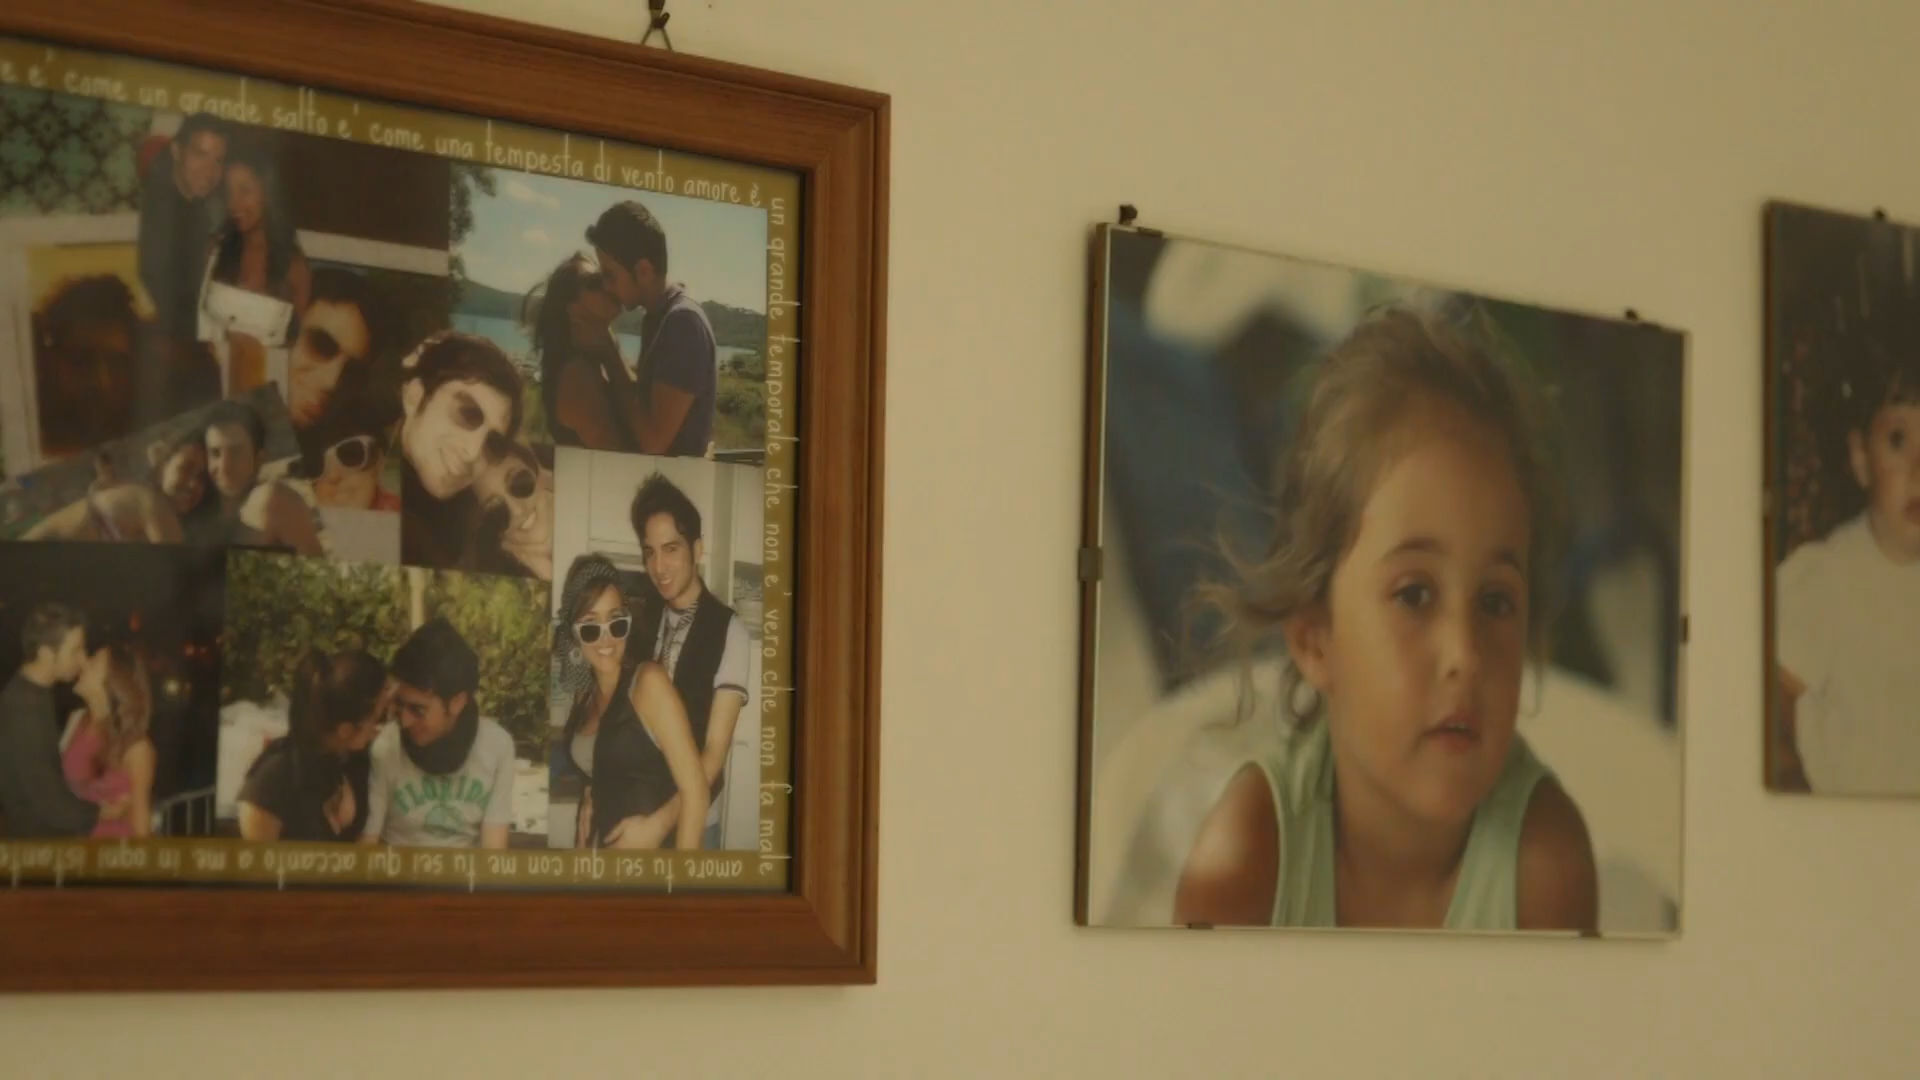 e e' come un grande salto e' come una tempesta di vento amore è
un grande temporale che non e' vero che non fa male
amore tu sei qui con me tu sei qui accanto a me in ogni istante
FLORIDA